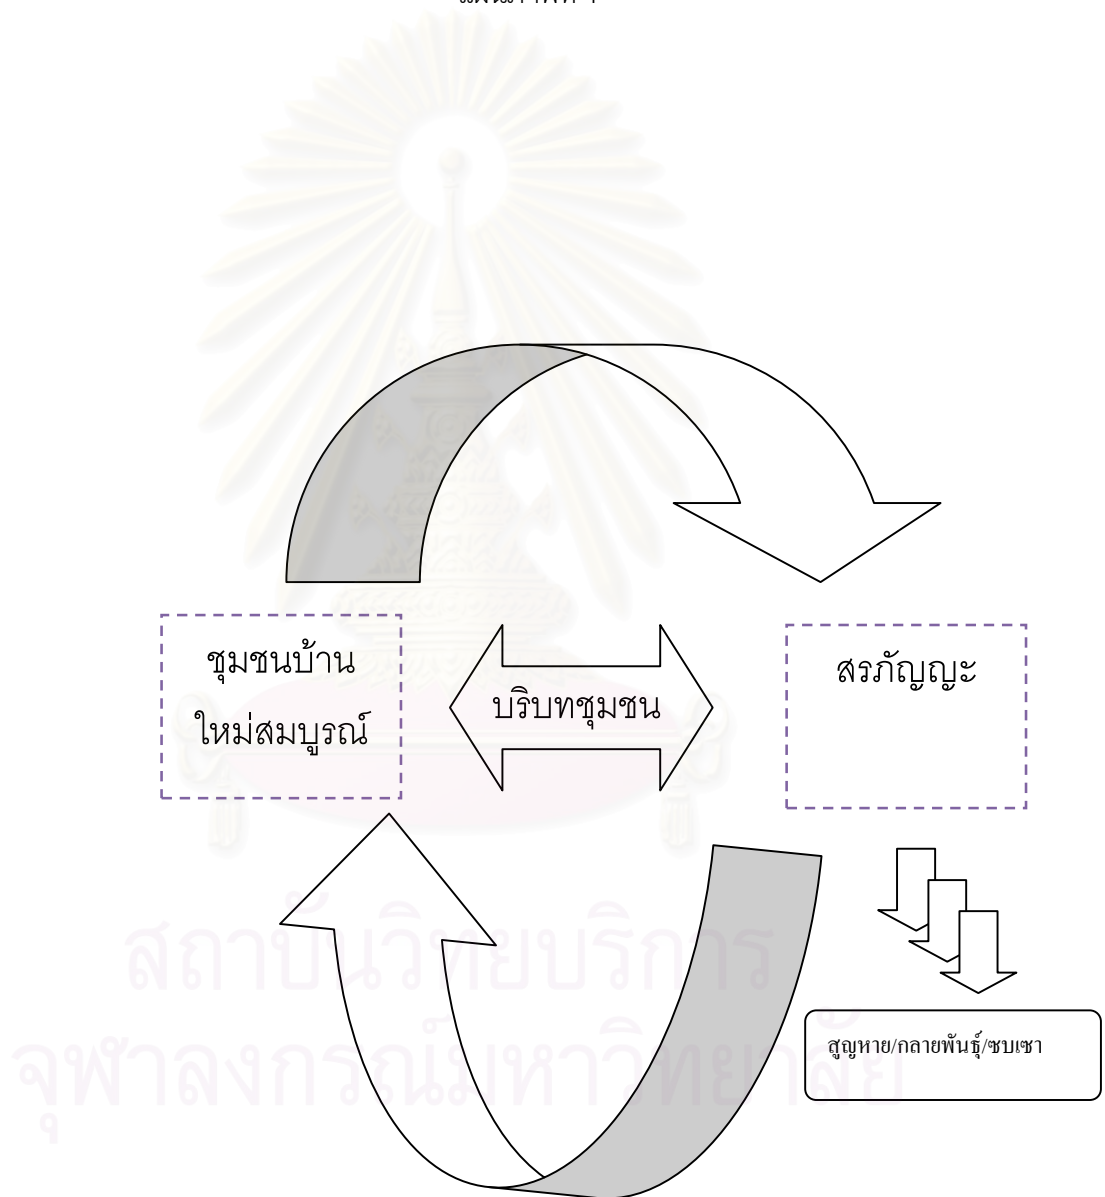 ชุมชนบ้าน
ใหม่สมบูรณ์
บริบทชุมชน
สรภัญญะ
สูญหาย/กลายพันธุ์/ซบเซา
สถาบันวิทยบริการ
จุฬาลงกรณ์มหาวิทยาลัย